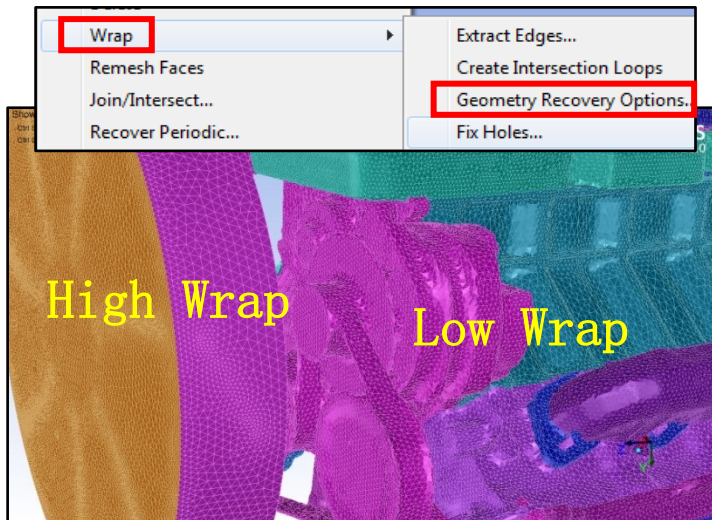 Wrap
Extract Edges...
Remesh Faces
Create Intersection Loops
Join/Intersect...
Geometry Recovery Options..
Recover Periodic...
Fix Holes...
Show
High Wrap
Low Wrap